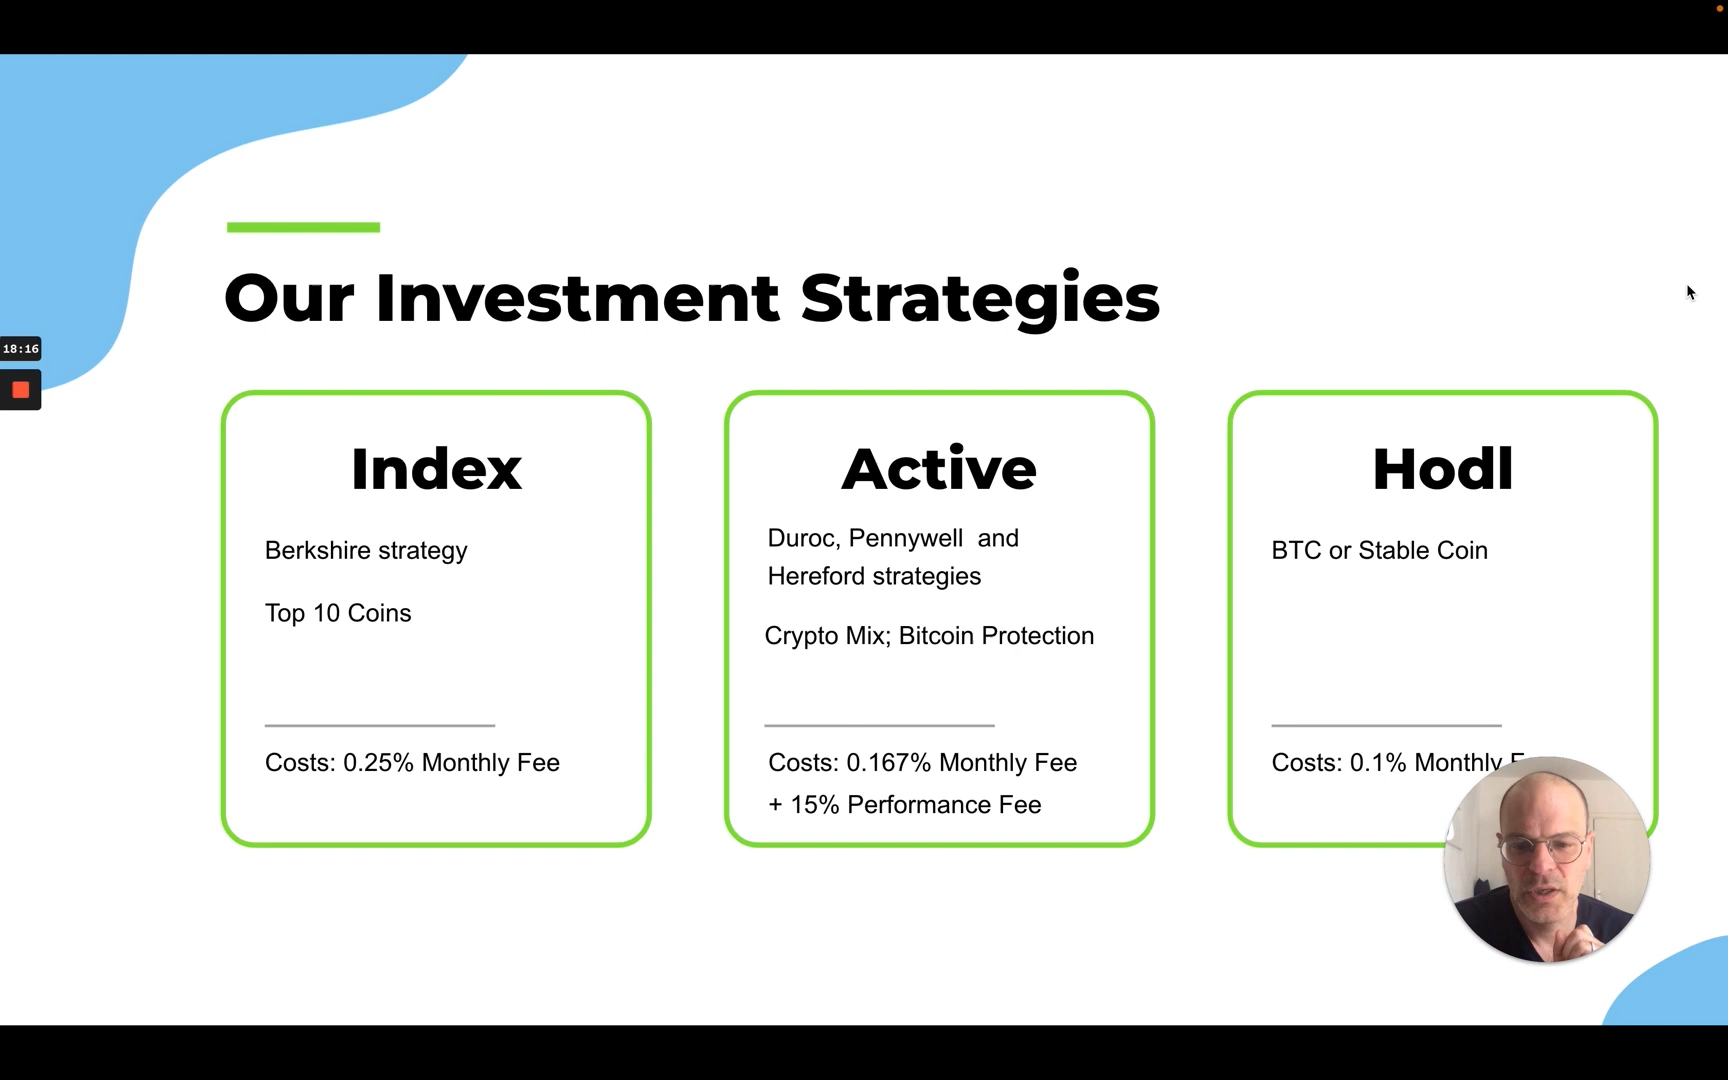 18:16
Our Investment Strategies
Index
Berkshire strategy
Top 10 Coins
Costs: 0.25% Monthly Fee
Active
Duroc, Pennywell and
Hereford strategies
Crypto Mix; Bitcoin Protection
Costs: 0.167% Monthly Fee
+ 15% Performance Fee
Hodl
BTC or Stable Coin
Costs: 0.1% Monthly